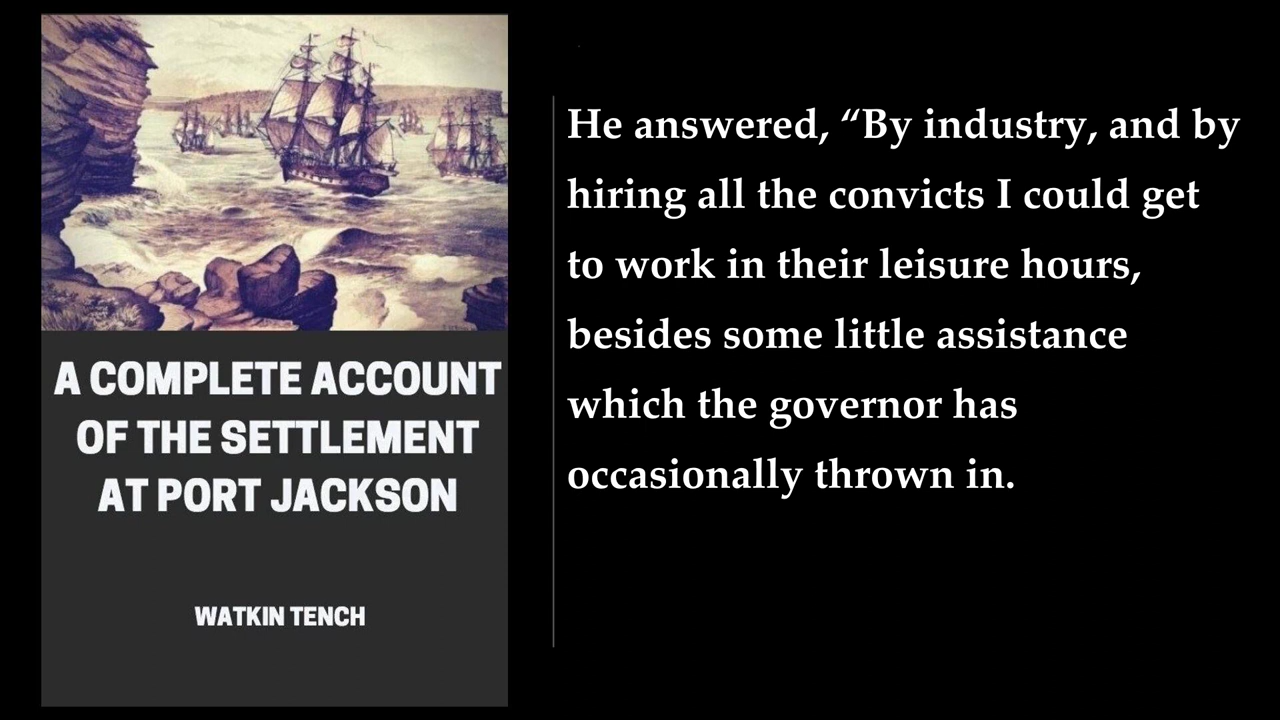 A COMPLETE ACCOUNT
OF THE SETTLEMENT
AT PORT JACKSON
WATKIN TENCH
He answered, “By industry, and by
hiring all the convicts I could get
to work in their leisure hours,
besides some little assistance
which the governor has
occasionally thrown in.